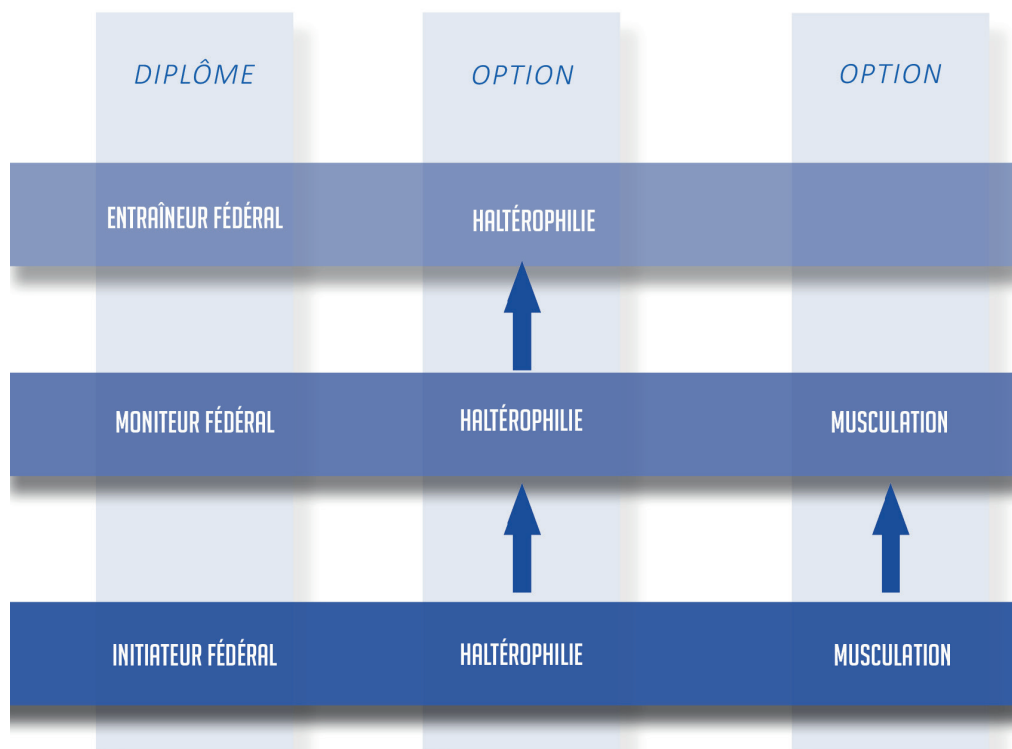 DIPLÔME
OPTION
OPTION
ENTRAÎNEUR FÉDÉRAL
HALTÉROPHILIE
MONITEUR FÉDÉRAL
HALTÉROPHILIE
MUSCULATION
INITIATEUR FÉDÉRAL
HALTÉROPHILIE
MUSCULATION